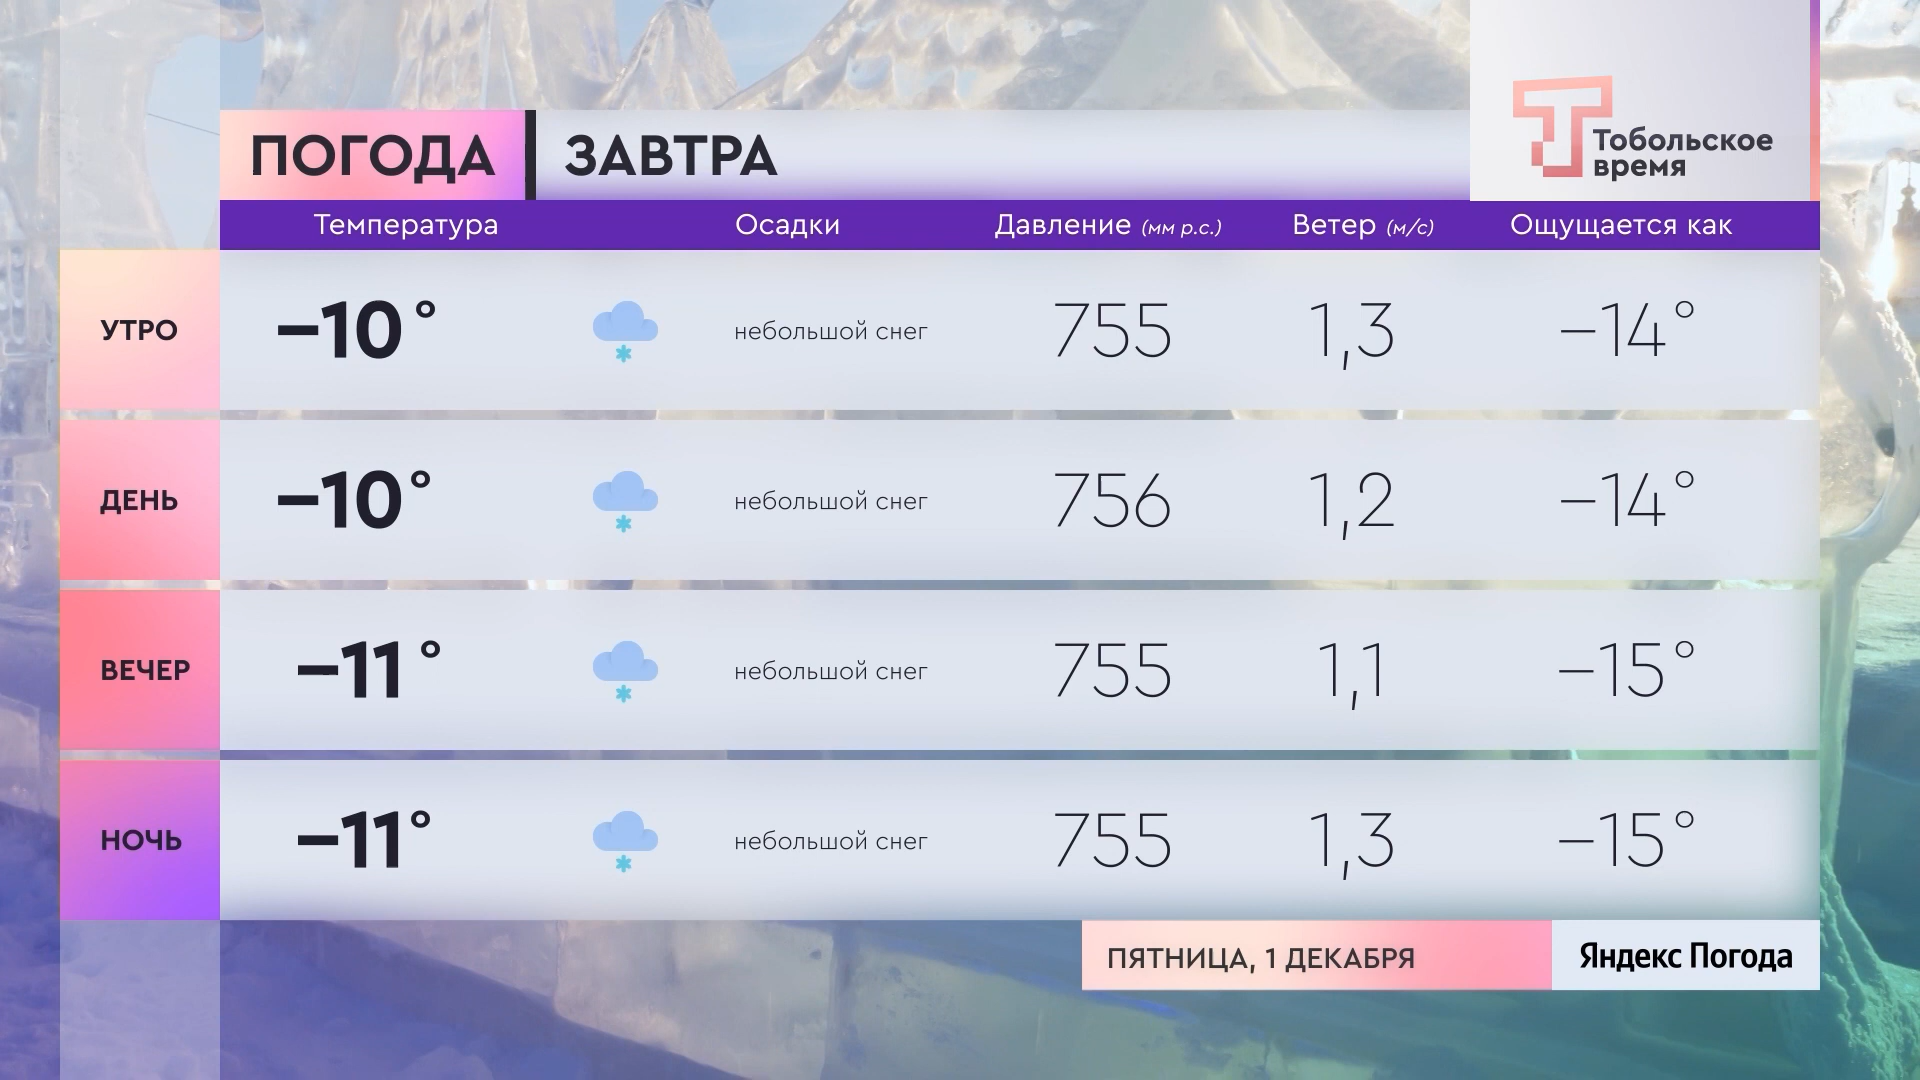 ПОГОДА ЗАВТРА
Тобольское
время
Температура Осадки Давление (мм р.с.) Ветер (м/с) Ощущается как
УТРО −10° небольшой снег 755 1,3 −14°
ДЕНЬ −10° небольшой снег 756 1,2 −14°
ВЕЧЕР −11° небольшой снег 755 1,1 −15°
НОЧЬ −11° небольшой снег 755 1,3 −15°
ПЯТНИЦА, 1 ДЕКАБРЯ Яндекс Погода